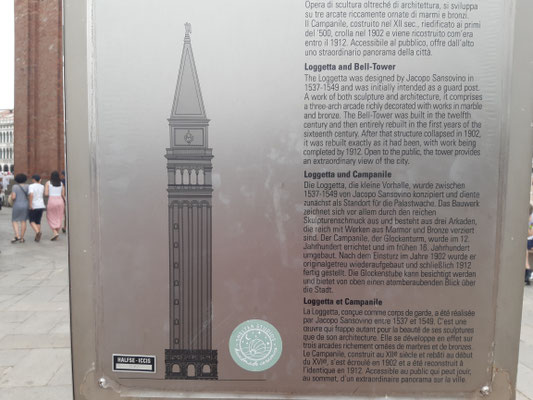 Opera di scultura oltreché di architettura, si sviluppa
su tre arcate riccamente ornate di marmi e bronzi.
Il Campanile, costruito nel XII sec., riedificato ai primi
del '500, crolla nel 1902 e viene ricostruito com'era
entro il 1912. Accessibile al pubblico, offre dall'alto
uno straordinario panorama della città.
Loggetta and Bell-Tower
The Loggetta was designed by Jacopo Sansovino in
1537-1549 and was initially intended as a guard post.
A work of both sculpture and architecture, it comprises
a three-arch arcade richly decorated with works in marble
and bronze. The Bell-Tower was built in the twelfth
century and then entirely rebuilt in the first years of the
sixteenth century. After that structure collapsed in 1902,
it was rebuilt exactly as it had been, with work being
completed by 1912. Open to the public, the tower provides
an extraordinary view of the city.
Loggetta und Campanile
Die Loggetta, die kleine Vorhalle, wurde zwischen
1537-1549 von Jacopo Sansovino konzipiert und diente
zunächst als Standort für die Palastwache. Das Bauwerk
zeichnet sich vor allem durch den reichen
Skulpturenschmuck aus und besteht aus drei Arkaden,
die reich mit Werken aus Marmor und Bronze verziert
sind. Der Campanile, der Glockenturm, wurde im 12.
Jahrhundert errichtet und im frühen 16. Jahrhundert
umgebaut. Nach dem Einsturz im Jahre 1902 wurde er
originalgetreu wiederaufgebaut und schließlich 1912
fertig gestellt. Die Glockenstube kann besichtigt werden
und bietet von oben einen atemberaubenden Blick über
die Stadt.
Loggetta et Campanile
La Loggetta, conçue comme corps de garde, a été réalisée
par Jacopo Sansovino entre 1537 et 1549. C'est une
œuvre qui frappe autant pour la beauté de ses sculptures
que de son architecture. Elle se développe en effet sur
trois arcades richement ornées de marbres et de bronzes.
Le Campanile, construit au XIIe siècle et rebâti au début
du XVIe, s'est écroulé en 1902 et a été reconstruit à
l'identique en 1912. Accessible au public qui peut jouir,
au sommet, d'un extraordinaire panorama sur la ville.
HALFSE - ICCIS